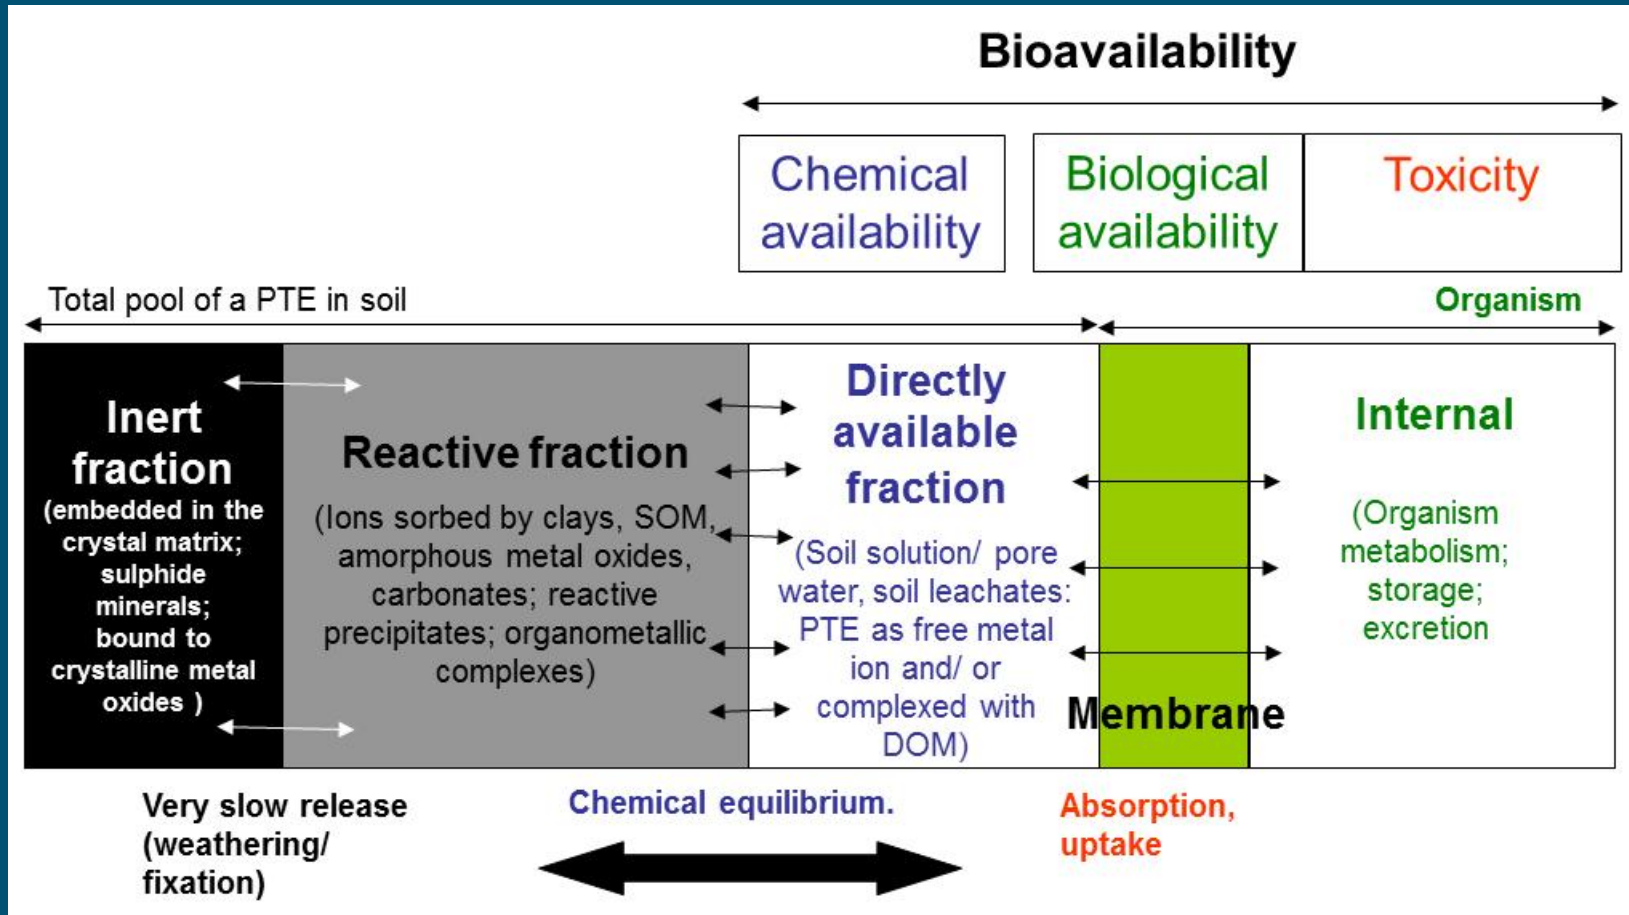 Bioavailability
Chemical
availability
Biological
availability
Toxicity
Total pool of a PTE in soil
Organism
Inert
fraction
(embedded in the
crystal matrix;
sulphide
minerals;
bound to
crystalline metal
oxides )
Reactive fraction
(Ions sorbed by clays, SOM,
amorphous metal oxides,
carbonates; reactive
precipitates; organometallic
complexes)
Directly
available
fraction
(Soil solution/ pore
water, soil leachates:
PTE as free metal
ion and/ or
complexed with
DOM)
Membrane
Internal
(Organism
metabolism;
storage;
excretion
Very slow release
(weathering/
fixation)
Chemical equilibrium.
Absorption,
uptake